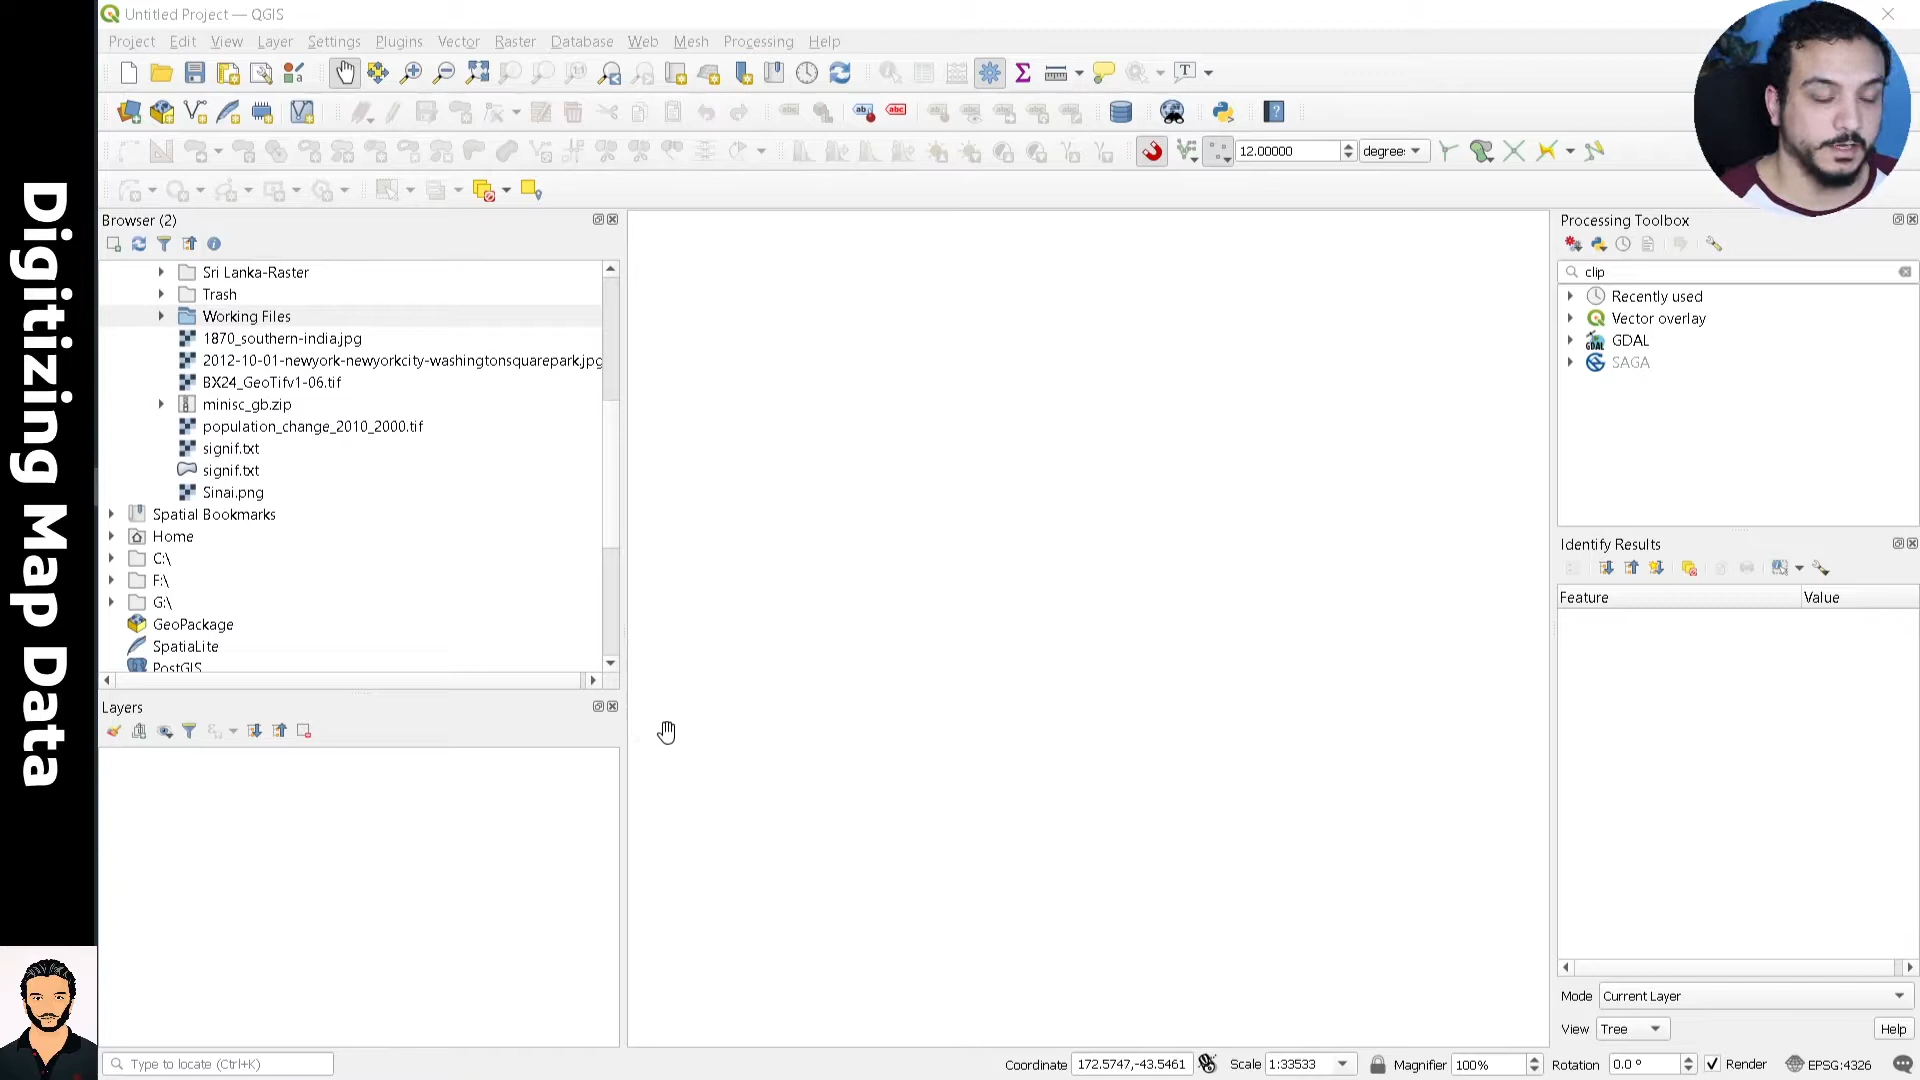 Untitled Project — QGIS
Project Edit View Layer Settings Plugins Vector Raster Database Web Mesh Processing Help
12.00000 degree:
Digitizing Map Data
Browser (2)
Sri Lanka-Raster
Trash
Working Files
1870_southern-india.jpg
2012-10-01-newyork-newyorkcity-washingtonsquarepark.jpg
BX24_GeoTifv1-06.tif
minisc_gb.zip
population_change_2010_2000.tif
signif.txt
signif.txt
Sinai.png
Spatial Bookmarks
Home
C:\
F:\
G:\
GeoPackage
SpatiaLite
PostGIS
Layers
Processing Toolbox
clip
Recently used
Vector overlay
GDAL
SAGA
Identify Results
Feature Value
Mode Current Layer
View Tree Help
Type to locate (Ctrl+K)
Coordinate 172.5747,-43.5461 Scale 1:33533 Magnifier 100% Rotation 0.0 ° Render EPSG:4326